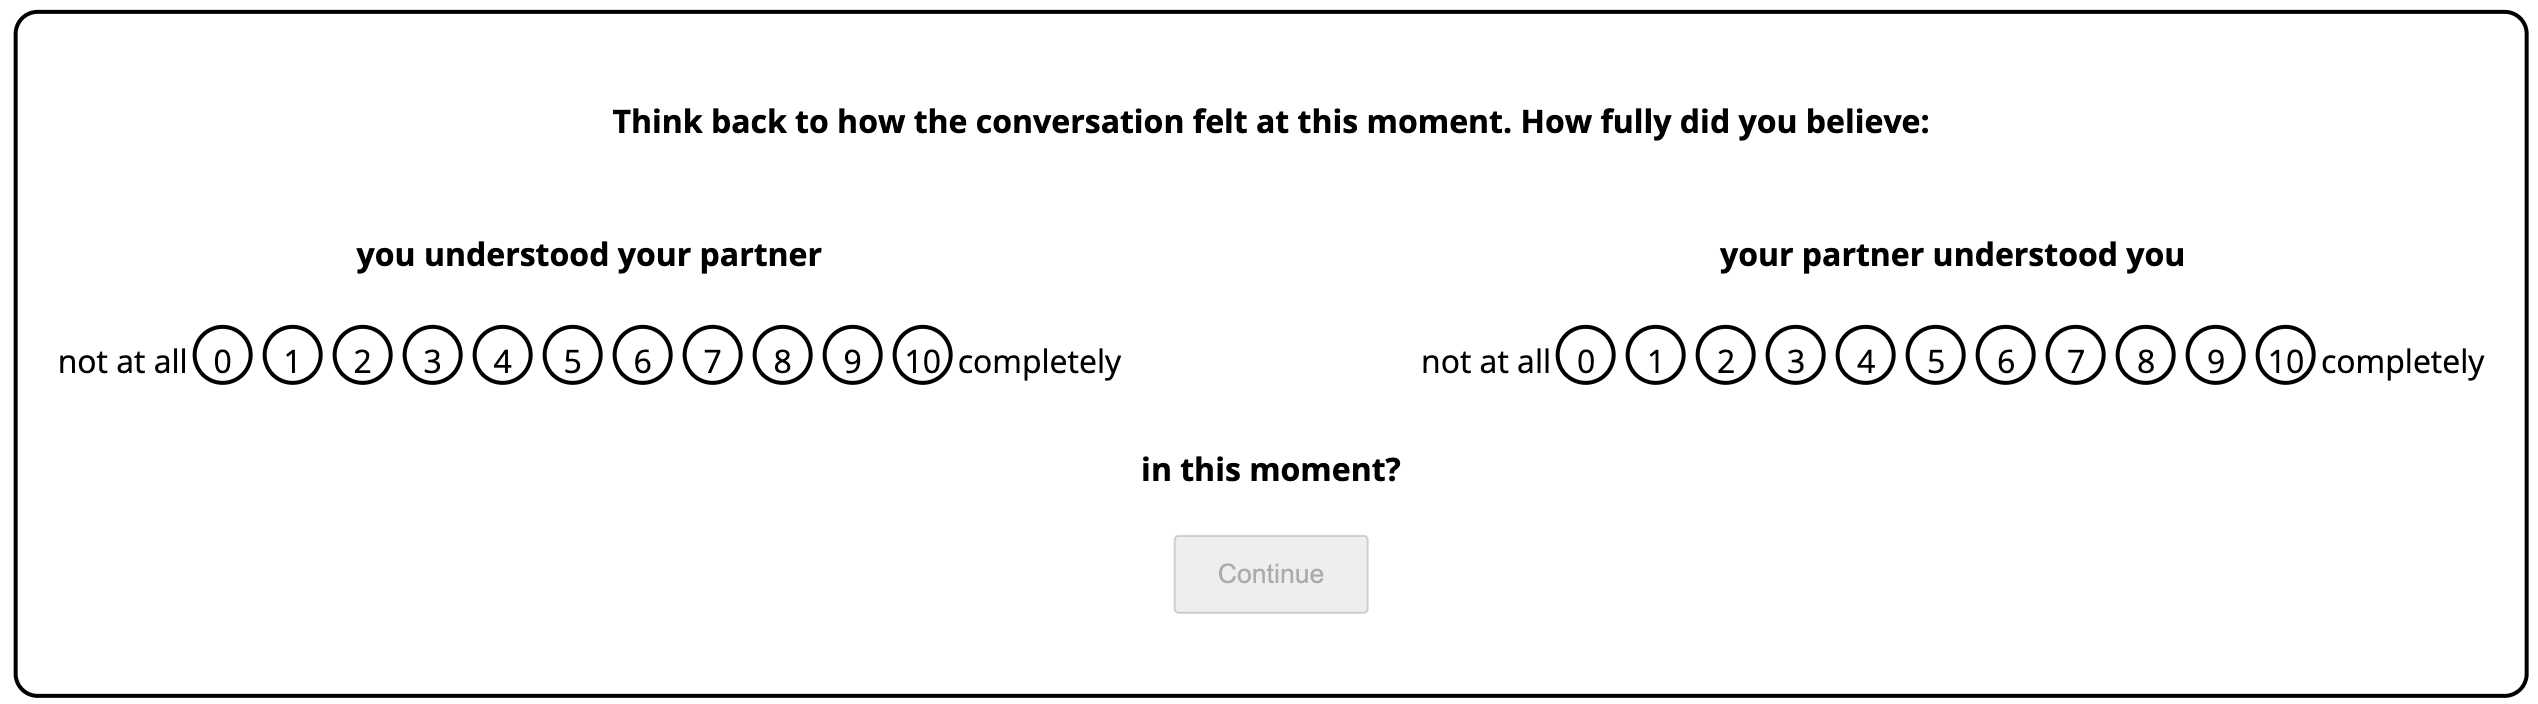 Think back to how the conversation felt at this moment. How fully did you believe:
you understood your partner
not at all 0 1 2 3 4 5 6 7 8 9 10 completely
your partner understood you
not at all 0 1 2 3 4 5 6 7 8 9 10 completely
in this moment?
Continue